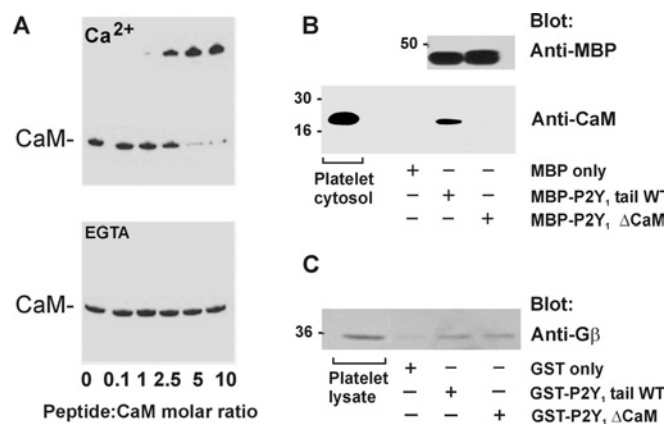 A
Ca2+
CaM-
EGTA
CaM-
0 0.1 1 2.5 5 10
Peptide:CaM molar ratio
B
Blot:
50
Anti-MBP
30
16
Anti-CaM
Platelet
cytosol
+ – – MBP only
– + – MBP-P2Y1 tail WT
– – + MBP-P2Y1 ΔCaM
C
Blot:
36
Anti-Gβ
Platelet
lysate
+ – – GST only
– + – GST-P2Y1 tail WT
– – + GST-P2Y1 ΔCaM